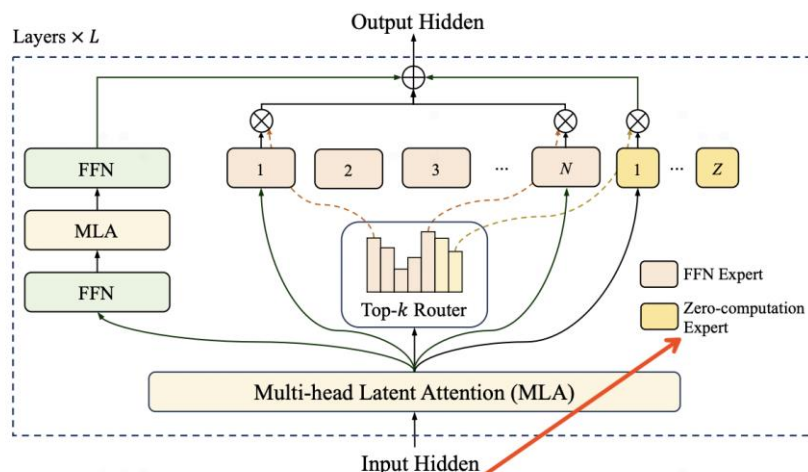 Output Hidden
Layers × L
FFN
MLA
FFN
1
2
3
...
N
1
...
Z
Top-k Router
FFN Expert
Zero-computation
Expert
Multi-head Latent Attention (MLA)
Input Hidden